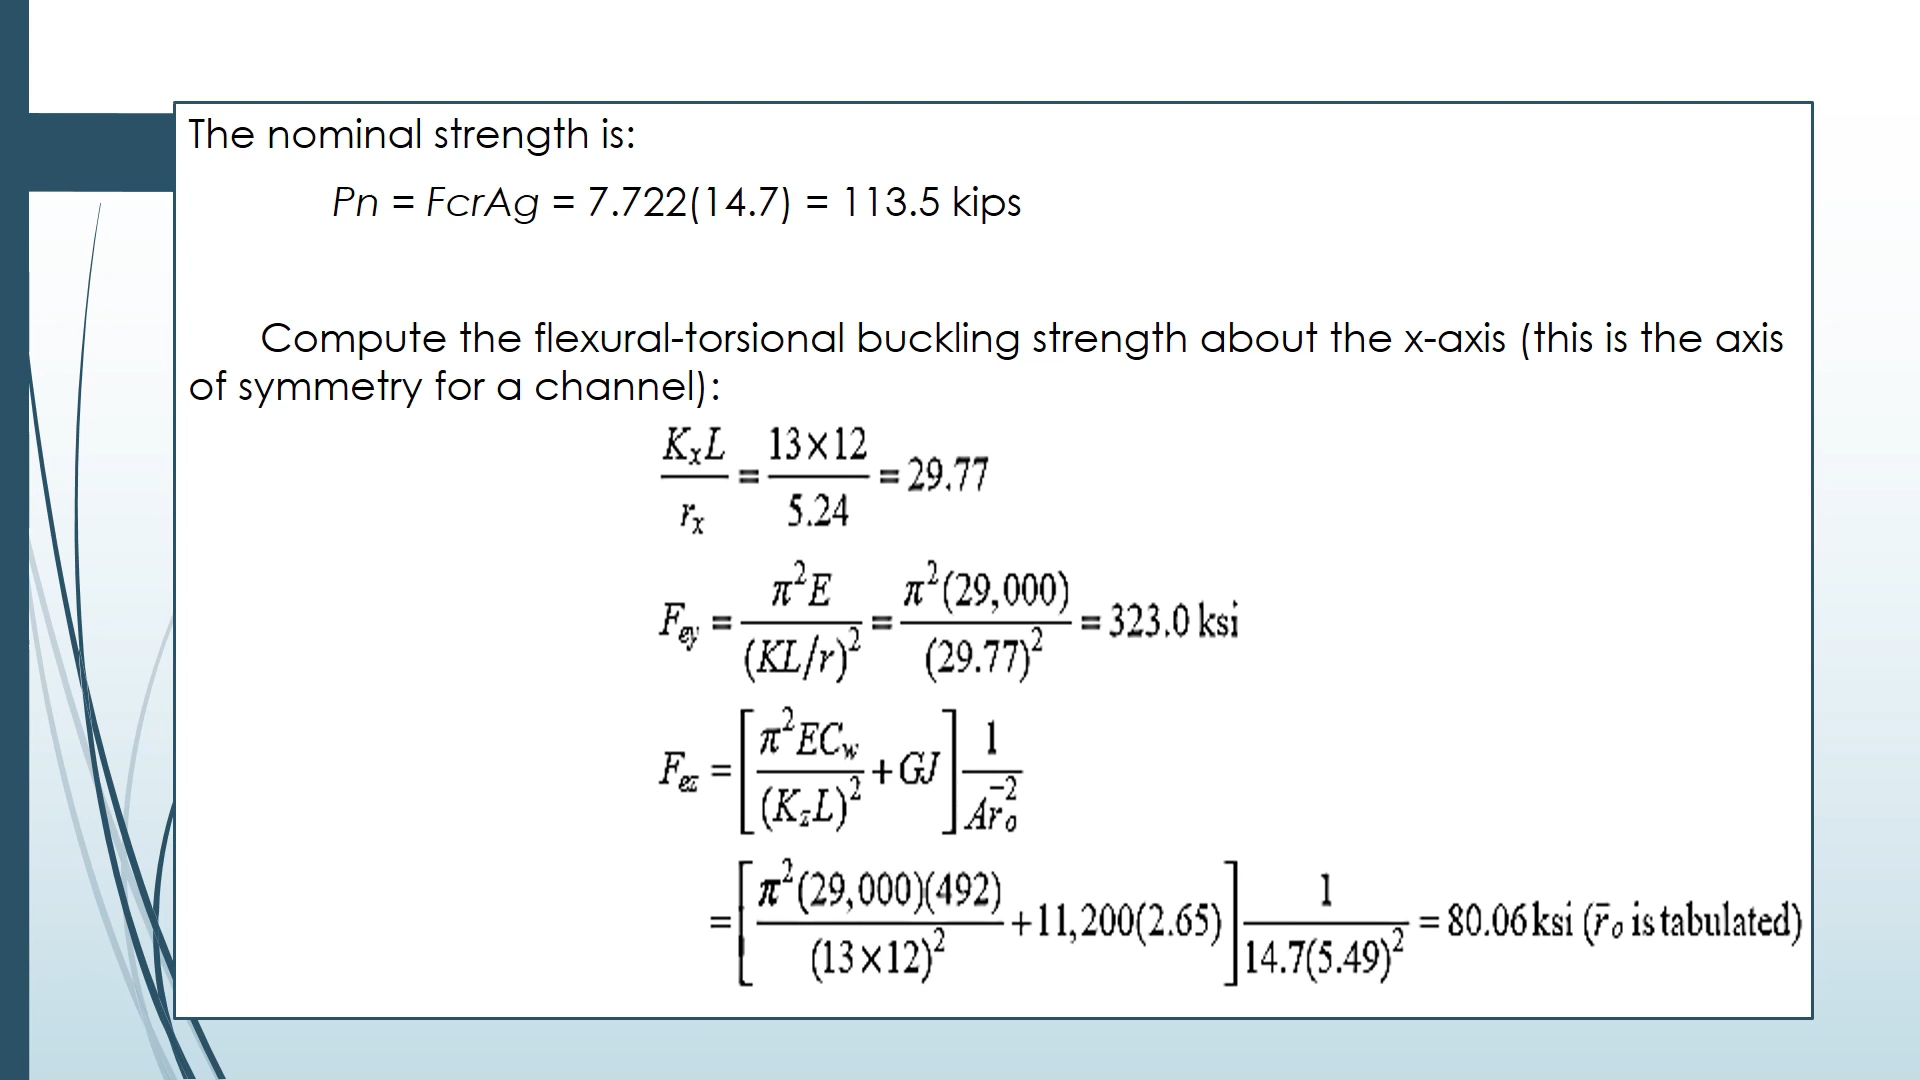 The nominal strength is:
Pn = FcrAg = 7.722(14.7) = 113.5 kips
Compute the flexural-torsional buckling strength about the x-axis (this is the axis
of symmetry for a channel):
KₓL/rₓ = 13×12/5.24 = 29.77
F_ey = π²E/(KL/r)² = π²(29,000)/(29.77)² = 323.0 ksi
F_ez = [π²EC_w/(K_zL)² + GJ] 1/(Ar̄ₒ²)
= [π²(29,000)(492)/(13×12)² + 11,200(2.65)] 1/(14.7(5.49)²) = 80.06 ksi (r̄ₒ is tabulated)